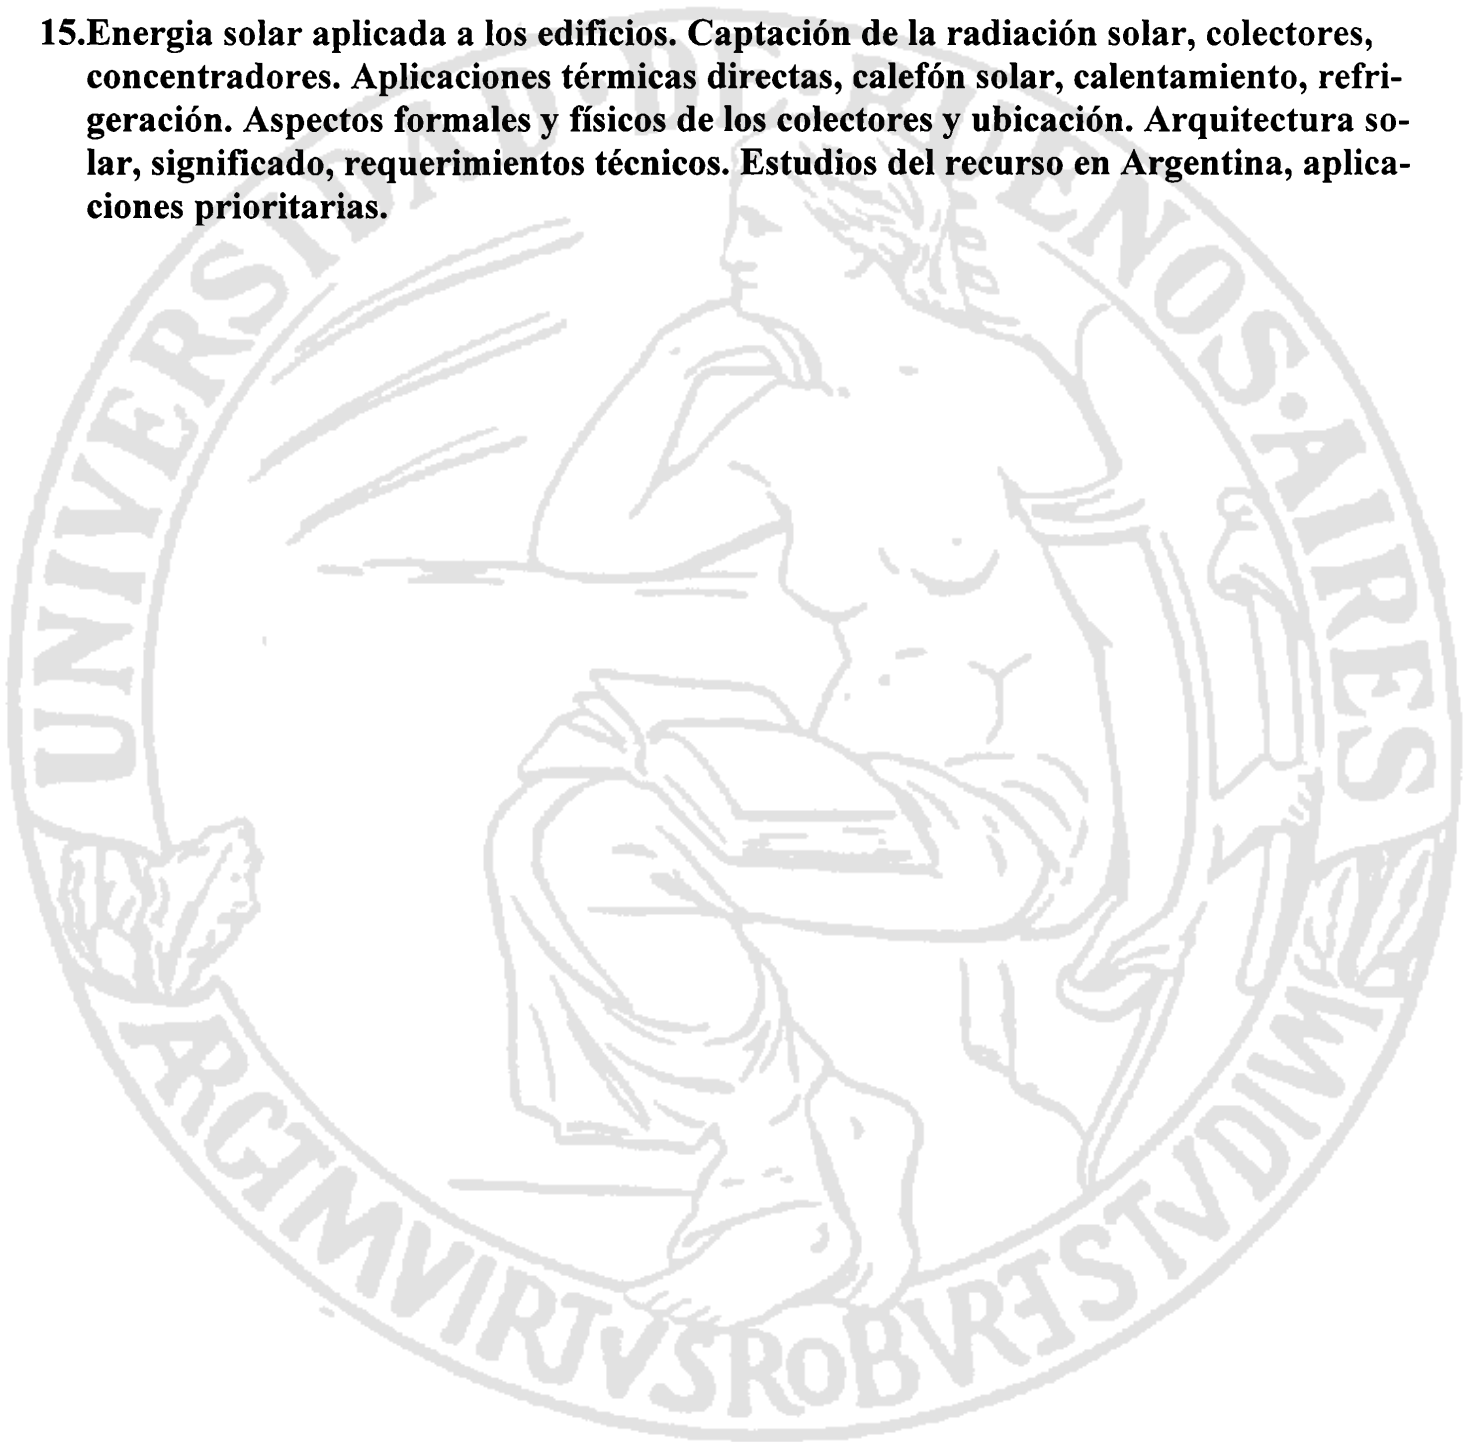 15.Energia solar aplicada a los edificios. Captación de la radiación solar, colectores,
concentradores. Aplicaciones térmicas directas, calefón solar, calentamiento, refri-
geración. Aspectos formales y físicos de los colectores y ubicación. Arquitectura so-
lar, significado, requerimientos técnicos. Estudios del recurso en Argentina, aplica-
ciones prioritarias.
UNIVERSIDAD DE BUENOS·AIRES
ARGTMVIRTVSROBVRETSTVDIVM